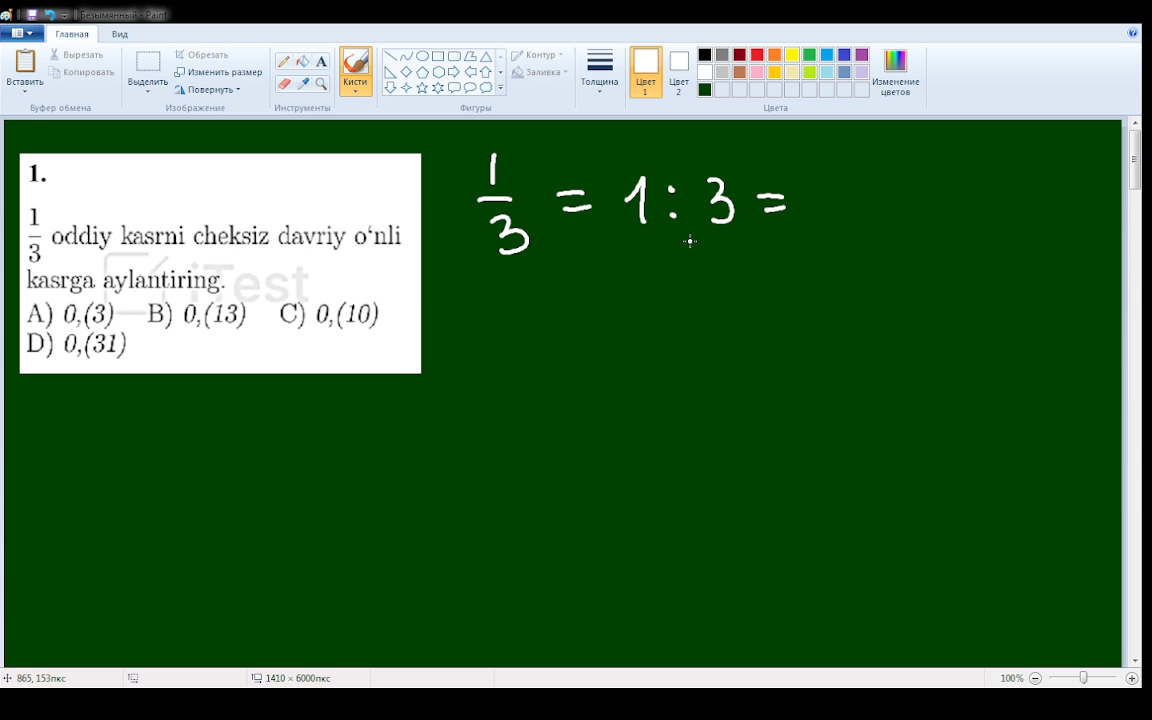 Безымянный - Paint
Главная Вид
Вставить
Вырезать
Копировать
Буфер обмена
Выделить
Обрезать
Изменить размер
Повернуть
Изображение
A
Инструменты
Кисти
Контур
Заливка
Фигуры
Толщина
Цвет 1
Цвет 2
Изменение цветов
Цвета
1.
1/3 oddiy kasrni cheksiz davriy o‘nli
kasrga aylantiring.
A) 0,(3) B) 0,(13) C) 0,(10)
D) 0,(31)
iTest
1/3 = 1 : 3 =
865, 153пкс
1410 × 6000пкс
100%